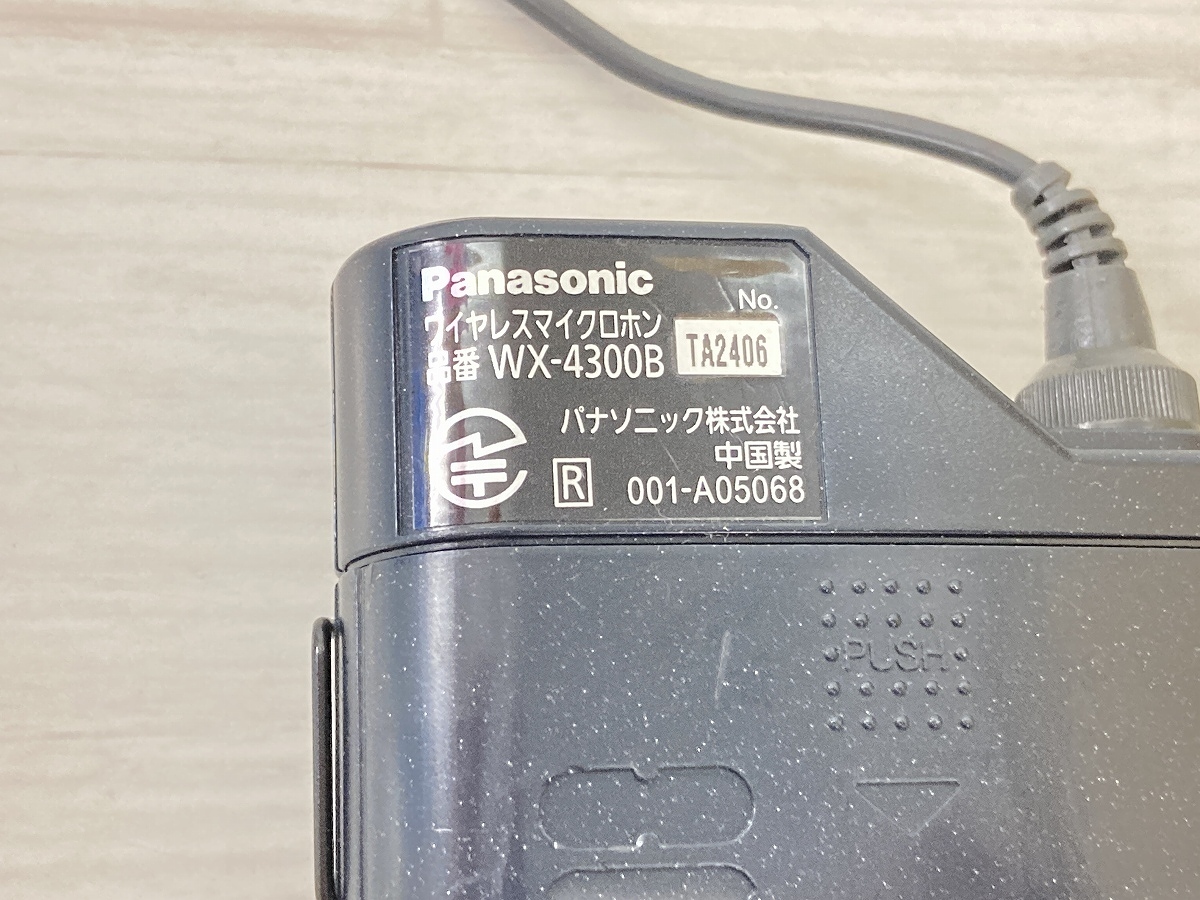 Panasonic
ワイヤレスマイクロホン
No.
品番 WX-4300B
TA2406
パナソニック株式会社
中国製
R 001-A05068
PUSH